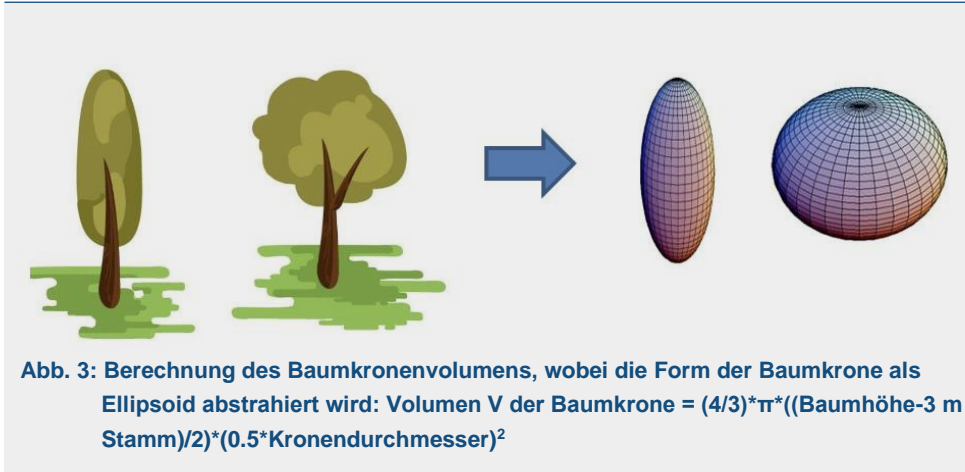 Abb. 3: Berechnung des Baumkronenvolumens, wobei die Form der Baumkrone als
Ellipsoid abstrahiert wird: Volumen V der Baumkrone = (4/3)*π*((Baumhöhe-3 m
Stamm)/2)*(0.5*Kronendurchmesser)²